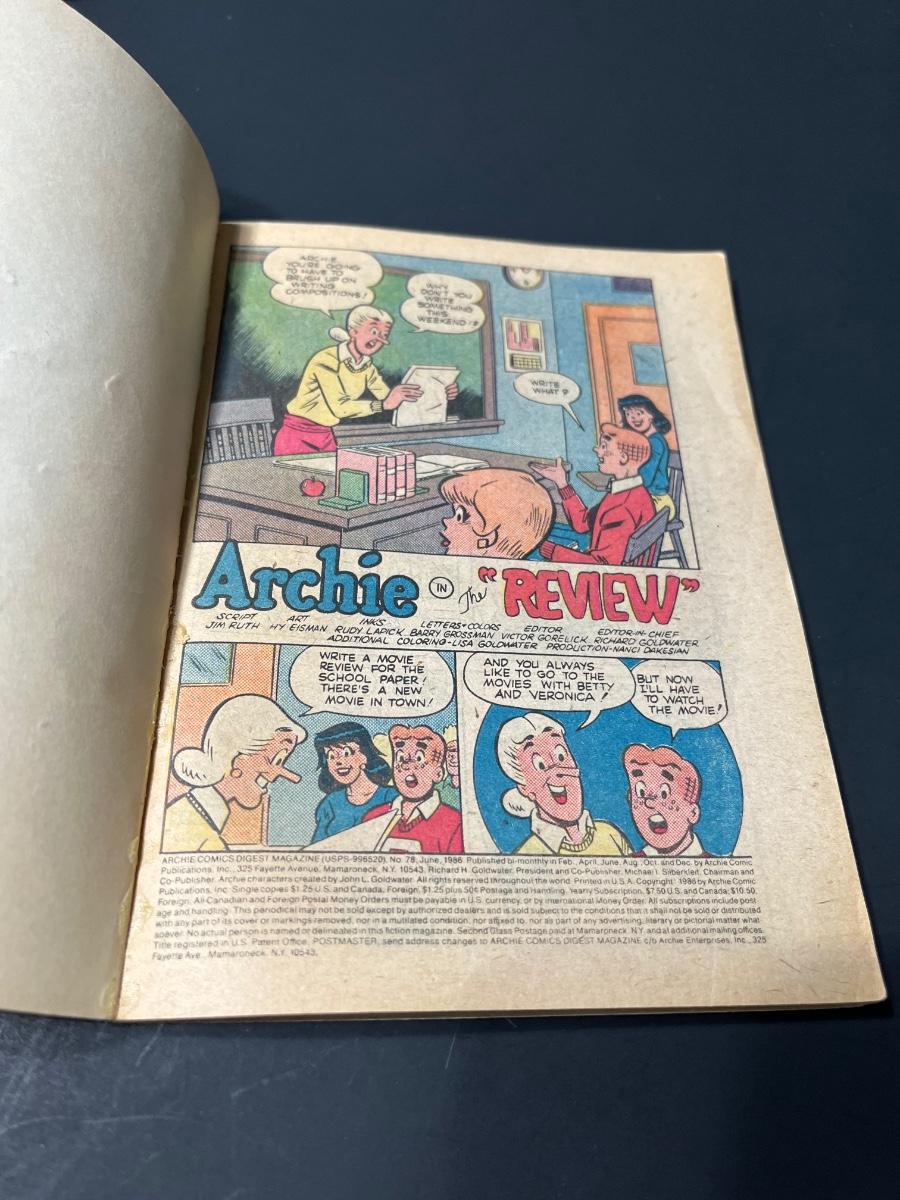 ARCHIE
YOU'RE GOING
TO HAVE TO
BRUSH UP ON
WRITING
COMPOSITIONS!
WHY
DON'T YOU
WRITE
SOMETHING
THIS
WEEKEND?
WRITE
WHAT?
Archie IN The "REVIEW"
SCRIPT ART INKS LETTERS + COLORS EDITOR EDITOR-IN-CHIEF
JIM RUTH HY EISMAN RUDY LAPICK BARRY GROSSMAN VICTOR GORELICK RICHARD GOLDWATER
ADDITIONAL COLORING-LISA GOLDWATER PRODUCTION-NANCI DAKESIAN
WRITE A MOVIE
REVIEW FOR THE
SCHOOL PAPER!
THERE'S A NEW
MOVIE IN TOWN!
AND YOU ALWAYS
LIKE TO GO TO THE
MOVIES WITH BETTY
AND VERONICA!
BUT NOW
I'LL HAVE
TO WATCH
THE MOVIE!
ARCHIE COMICS DIGEST MAGAZINE (USPS-996520), No. 78, June, 1986. Published bi-monthly in Feb., April, June, Aug., Oct. and Dec. by Archie Comic
Publications, Inc., 325 Fayette Avenue, Mamaroneck, N.Y. 10543. Richard H. Goldwater, President and Co-Publisher, Michael I. Silberkleit, Chairman and
Co-Publisher. Archie characters created by John L. Goldwater. All rights reserved throughout the world. Printed in U.S.A. Copyright 1986 by Archie Comic
Publications, Inc. Single copies $1.25 U.S. and Canada, Foreign, $1.25 plus 50¢ Postage and Handling. Yearly Subscription, $7.50 U.S. and Canada; $10.50
Foreign. All Canadian and Foreign Postal Money Orders must be payable in U.S. currency, or by International Money Order. All subscriptions include post
age and handling. This periodical may not be sold except by authorized dealers and is sold subject to the conditions that it shall not be sold or distributed
with any part of its cover or markings removed, nor in a mutilated condition, nor affixed to, nor as part of any advertising, literary or pictorial matter what
soever. No actual person is named or delineated in this fiction magazine. Second Class Postage paid at Mamaroneck, N.Y. and at additional mailing offices.
Title registered in U.S. Patent Office. POSTMASTER, send address changes to ARCHIE COMICS DIGEST MAGAZINE c/o Archie Enterprises, Inc., 325
Fayette Ave., Mamaroneck, N.Y. 10543.